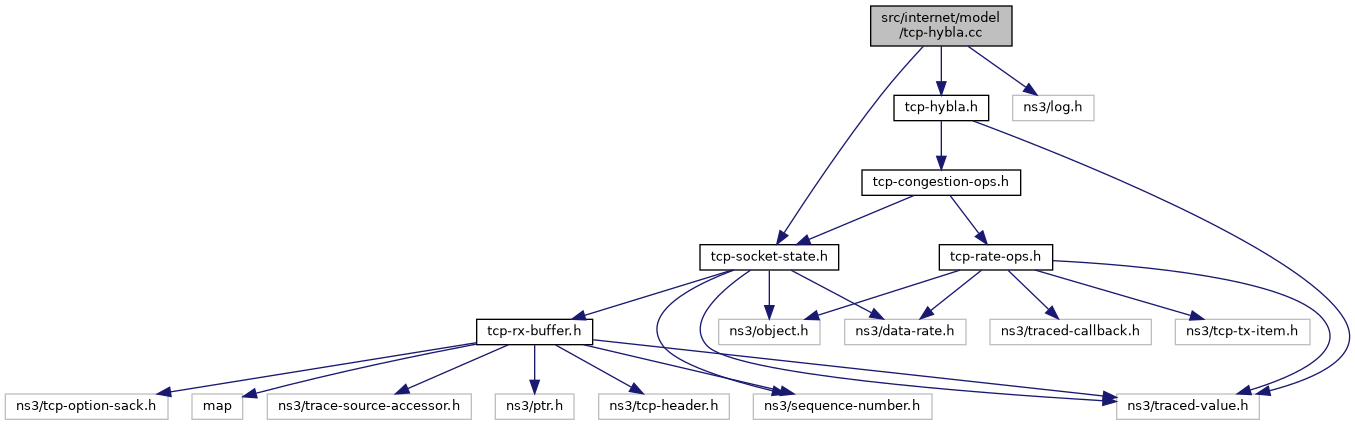 src/internet/model
/tcp-hybla.cc
tcp-hybla.h
ns3/log.h
tcp-congestion-ops.h
tcp-socket-state.h
tcp-rate-ops.h
tcp-rx-buffer.h
ns3/object.h
ns3/data-rate.h
ns3/traced-callback.h
ns3/tcp-tx-item.h
ns3/tcp-option-sack.h
map
ns3/trace-source-accessor.h
ns3/ptr.h
ns3/tcp-header.h
ns3/sequence-number.h
ns3/traced-value.h